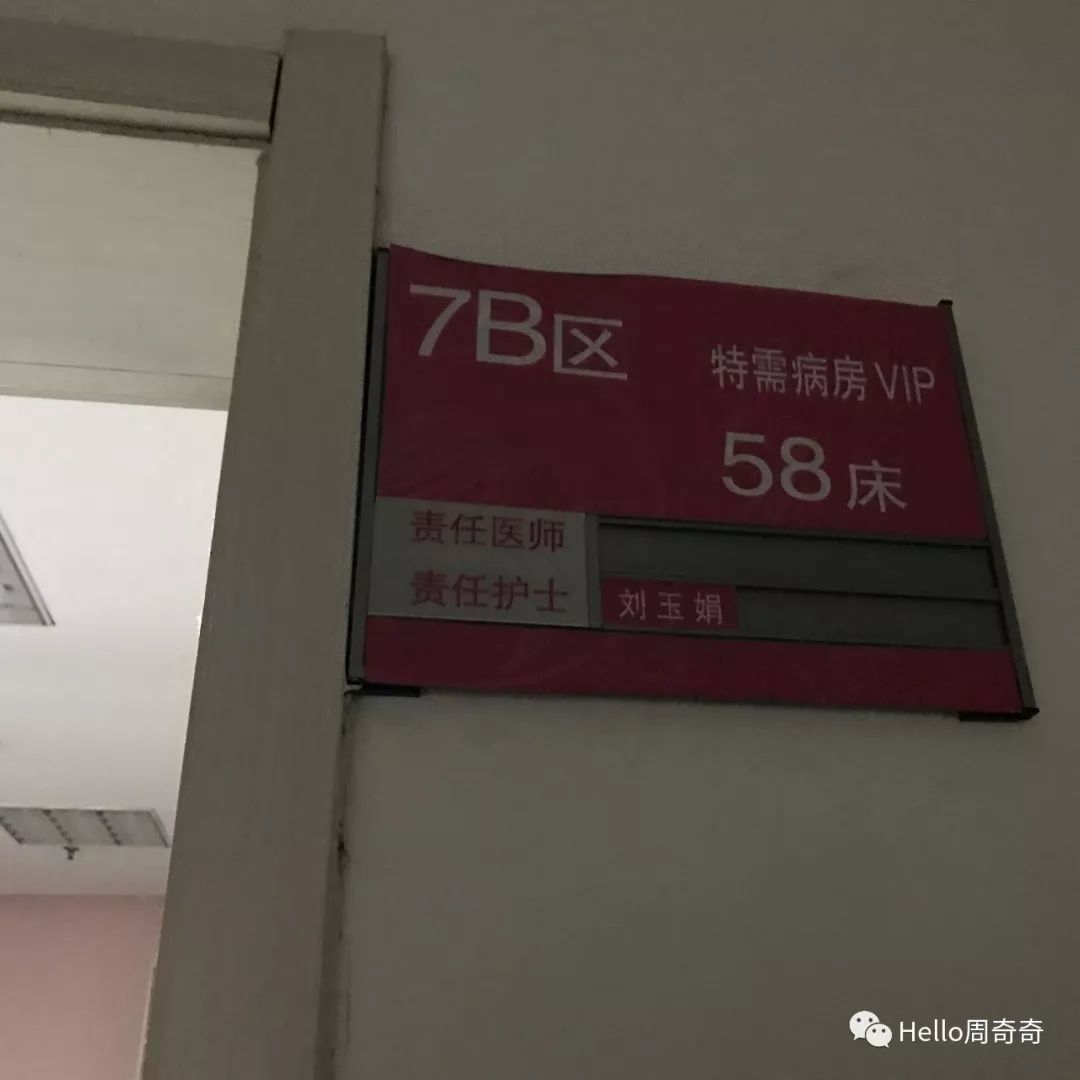 7B区
特需病房VIP
58床
责任医师
责任护士 刘玉娟
Hello周奇奇